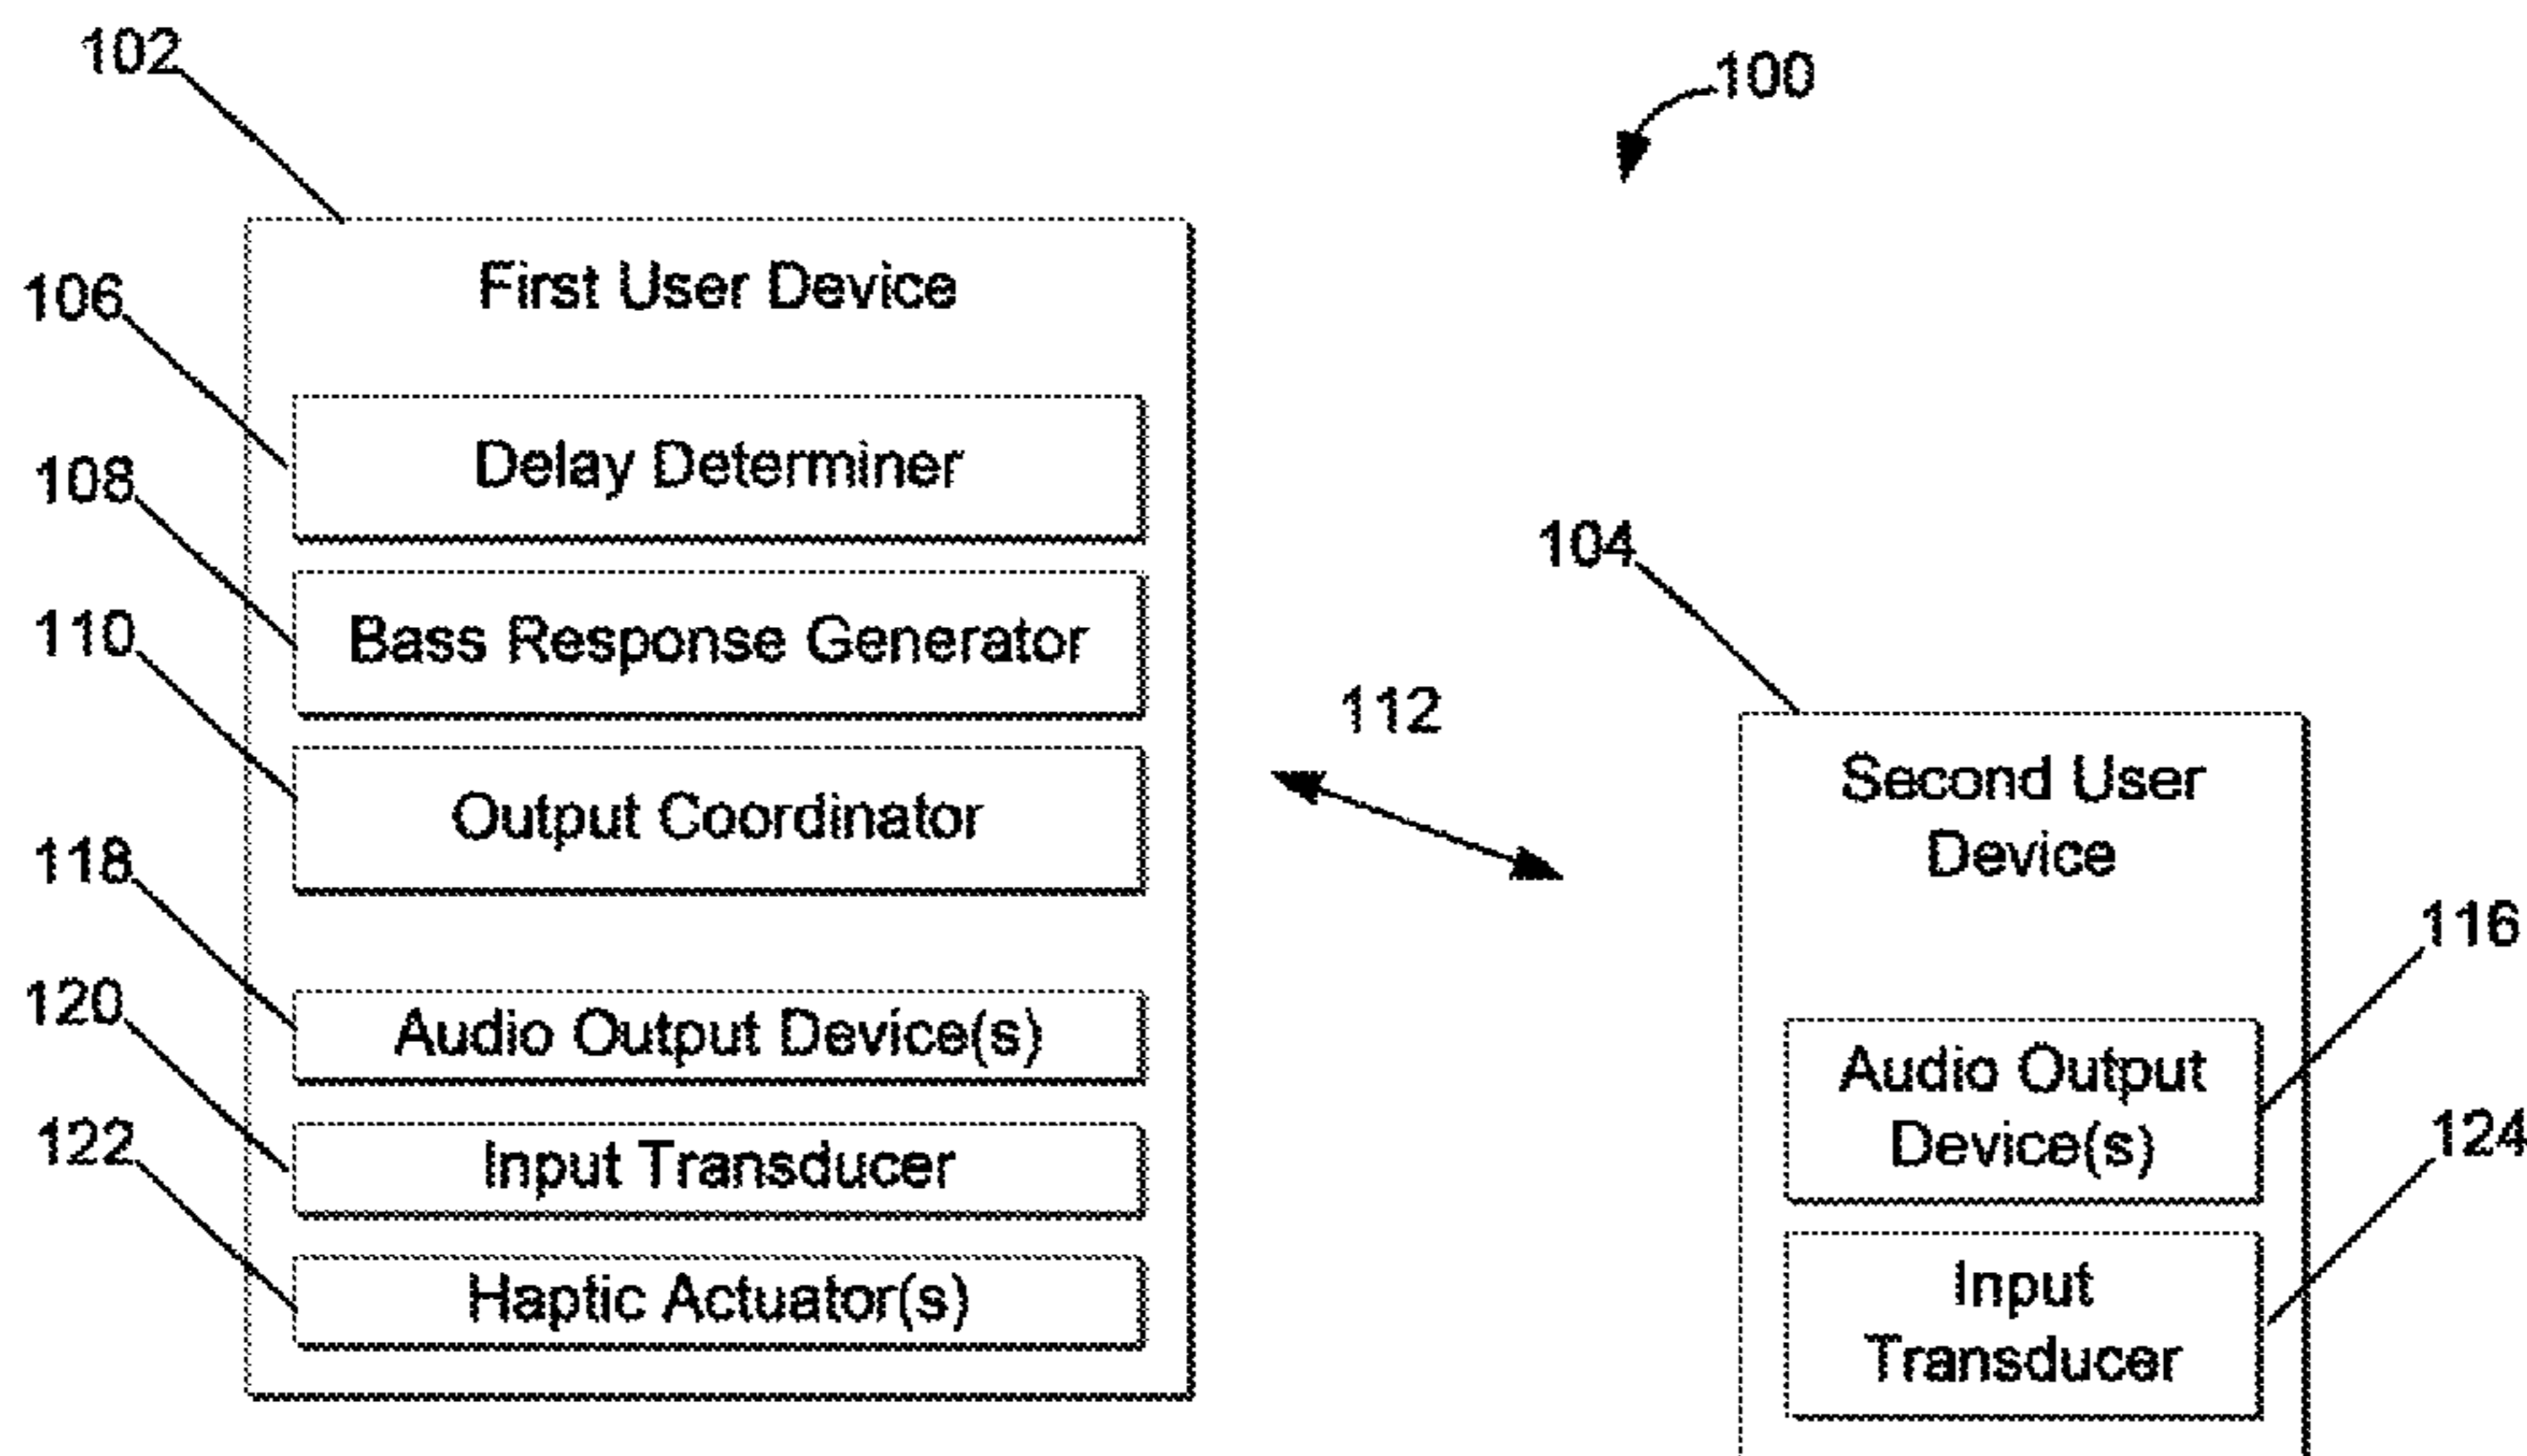 102
100
First User Device
106
Delay Determiner
108
Bass Response Generator
104
110
112
Output Coordinator
Second User
Device
118
Audio Output Device(s)
116
120
Input Transducer
Audio Output
Device(s)
122
Haptic Actuator(s)
124
Input
Transducer